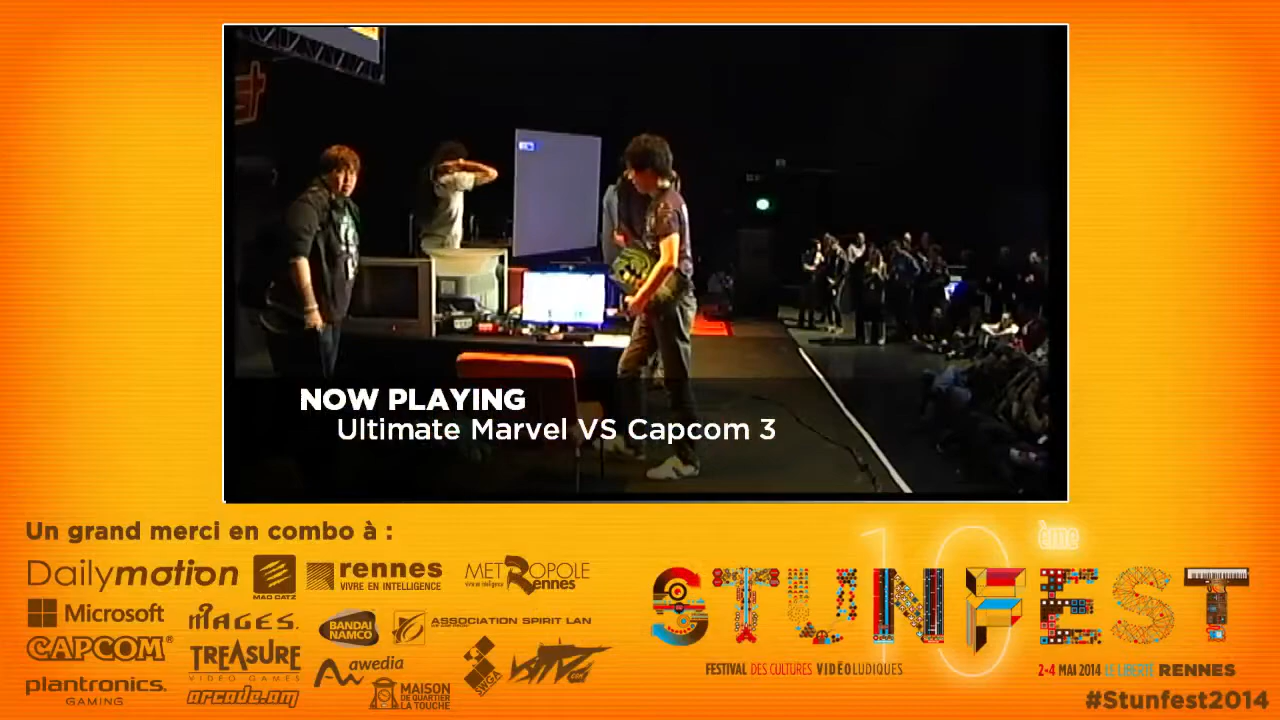 NOW PLAYING
Ultimate Marvel VS Capcom 3
Un grand merci en combo à :
Dailymotion
MAD CATZ
rennes
VIVRE EN INTELLIGENCE
METROPOLE
Rennes
Microsoft
MAGES.
BANDAI
NAMCO
ASSOCIATION SPIRIT LAN
CAPCOM®
TREASURE
VIDEO GAMES
awedia
SWGA
plantronics.
GAMING
arcade.am
MAISON
DE QUARTIER
LA TOUCHE
10ème
STUNFEST
FESTIVAL DES CULTURES VIDÉOLUDIQUES
2-4 MAI 2014 LE LIBERTÉ RENNES
#Stunfest2014